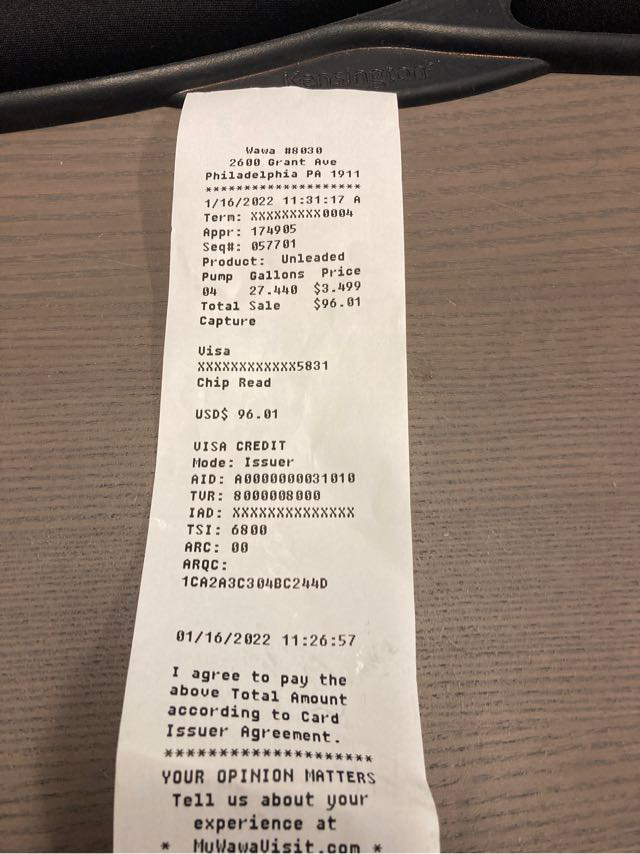 Kensington
Wawa #8030
2600 Grant Ave
Philadelphia PA 1911
********************
1/16/2022 11:31:17 A
Term: XXXXXXXXX0004
Appr: 174905
Seq#: 057701
Product: Unleaded
Pump Gallons Price
04 27.440 $3.499
Total Sale $96.01
Capture
Visa
XXXXXXXXXXXX5831
Chip Read
USD$ 96.01
VISA CREDIT
Mode: Issuer
AID: A0000000031010
TVR: 8000008000
IAD: XXXXXXXXXXXXXX
TSI: 6800
ARC: 00
ARQC:
1CA2A3C304BC244D
01/16/2022 11:26:57
I agree to pay the
above Total Amount
according to Card
Issuer Agreement.
********************
YOUR OPINION MATTERS
Tell us about your
experience at
* MyWawaVisit.com *